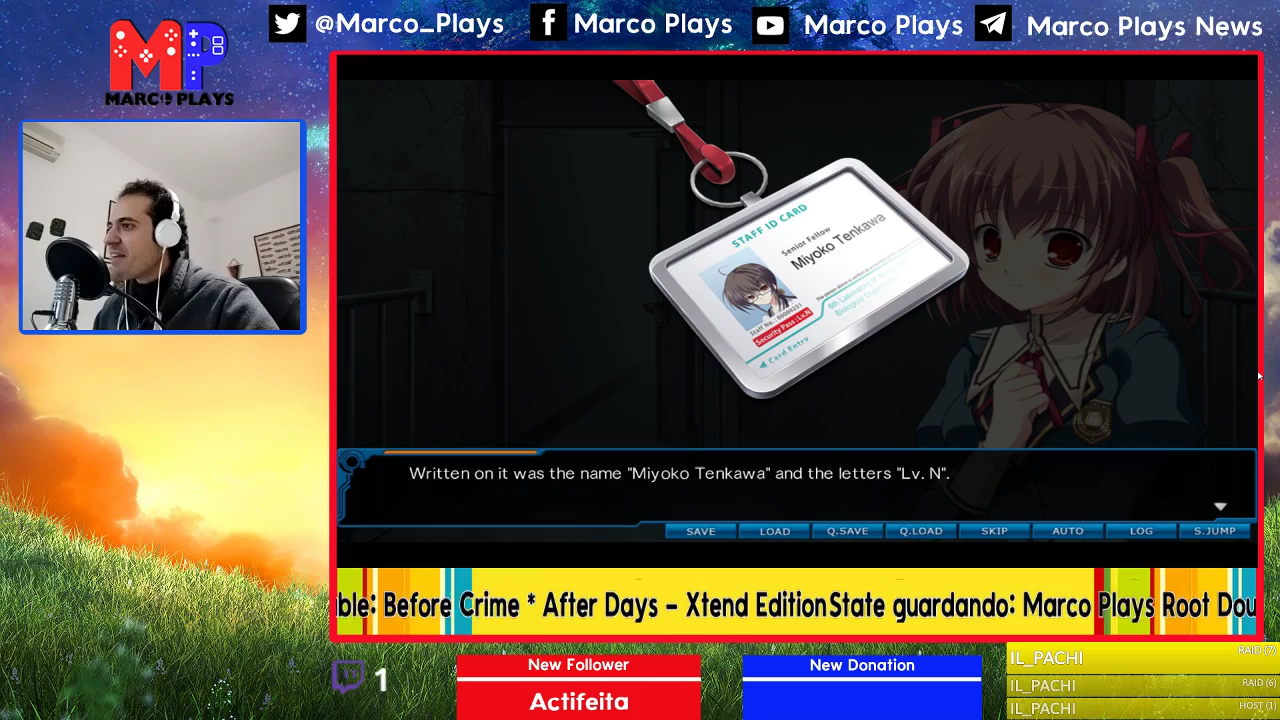 @Marco_Plays
Marco Plays
Marco Plays
Marco Plays News
MP
MARCO PLAYS
STAFF ID CARD
Senior Fellow
Miyoko Tenkawa
Security Pass:Lv.N
Card Entry
Written on it was the name "Miyoko Tenkawa" and the letters "Lv. N".
SAVE
LOAD
Q.SAVE
Q.LOAD
SKIP
AUTO
LOG
S.JUMP
ble: Before Crime * After Days - Xtend EditionState guardando: Marco Plays Root Dou
1
New Follower
Actifeita
New Donation
IL_PACHI
RAID (7)
IL_PACHI
RAID (6)
IL_PACHI
HOST (1)